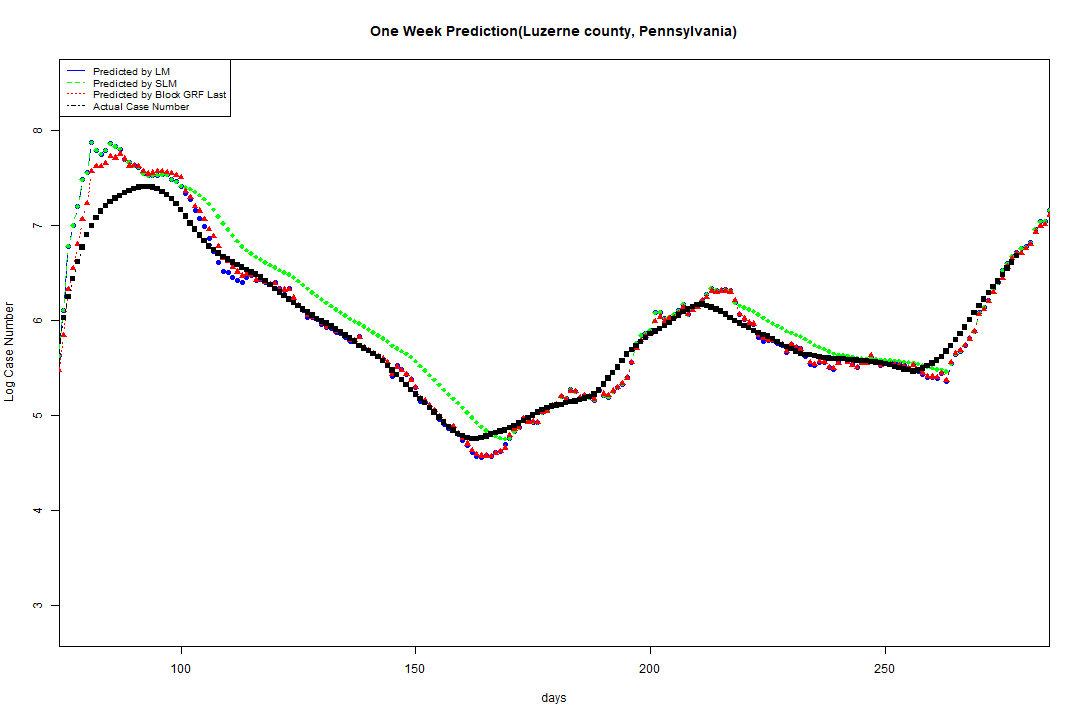 One Week Prediction(Luzerne county, Pennsylvania)
Predicted by LM
Predicted by SLM
Predicted by Block GRF Last
Actual Case Number
Log Case Number
8
7
6
5
4
3
100 150 200 250
days